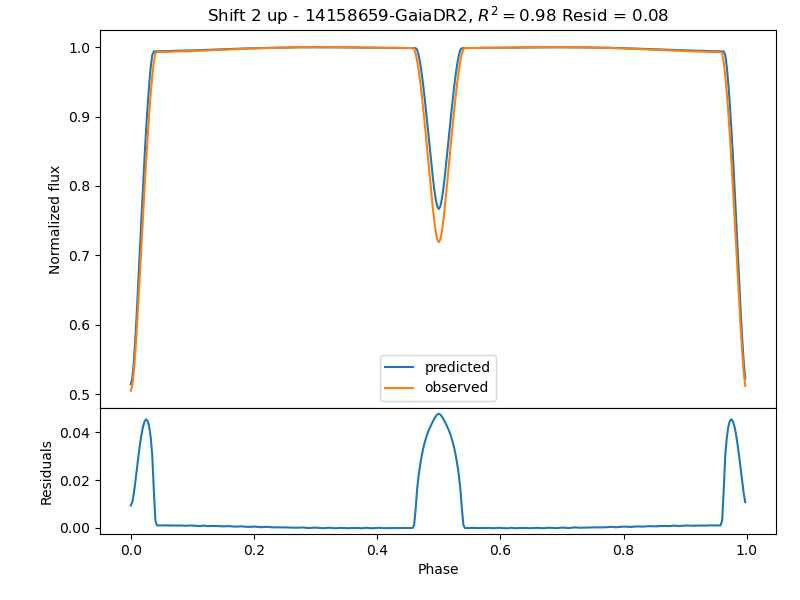 Shift 2 up - 14158659-GaiaDR2, R² = 0.98 Resid = 0.08
1.0
0.9
0.8
0.7
0.6
0.5
Normalized flux
predicted
observed
0.04
0.02
0.00
Residuals
0.0 0.2 0.4 0.6 0.8 1.0
Phase